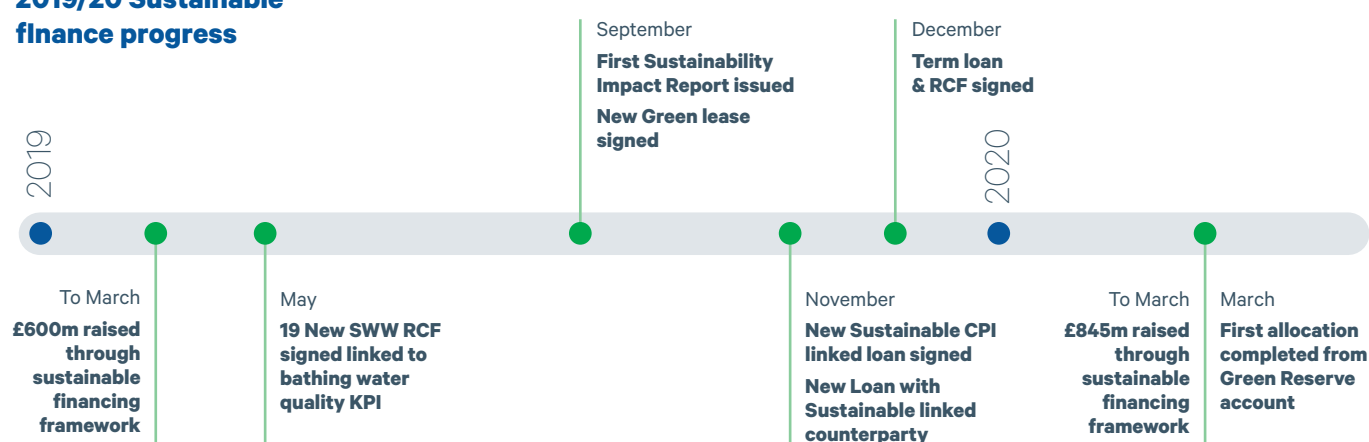 2019/20 Sustainable
finance progress
September
First Sustainability
Impact Report issued
New Green lease
signed
December
Term loan
& RCF signed
2019
2020
To March
£600m raised
through
sustainable
financing
framework
May
19 New SWW RCF
signed linked to
bathing water
quality KPI
November
New Sustainable CPI
linked loan signed
New Loan with
Sustainable linked
counterparty
To March
£845m raised
through
sustainable
financing
framework
March
First allocation
completed from
Green Reserve
account